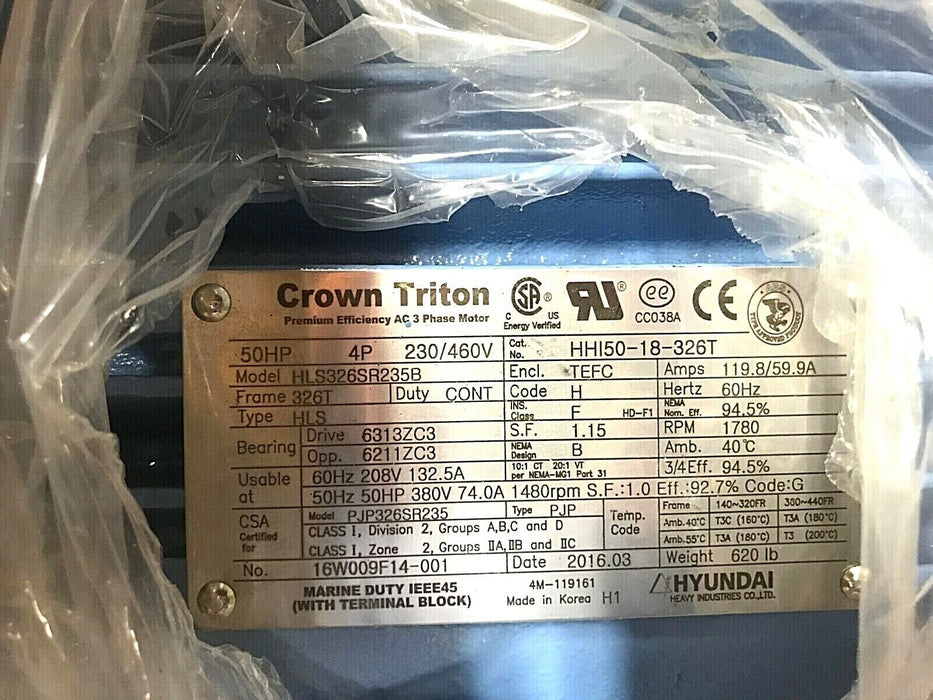 Crown Triton
Premium Efficiency AC 3 Phase Motor
CSA ®
C US
Energy Verified
RU ®
ee
CC038A
CE
TYPE APPROVED PRODUCT
50HP 4P 230/460V Cat. No. HHI50-18-326T
Model HLS326SR235B Encl. TEFC Amps 119.8/59.9A
Frame 326T Duty CONT Code H Hertz 60Hz
Type HLS INS. Class F HD-F1 NEMA Nom. Eff. 94.5%
Bearing Drive 6313ZC3 S.F. 1.15 RPM 1780
Opp. 6211ZC3 NEMA Design B Amb. 40℃
Usable at 60Hz 208V 132.5A 10:1 CT 20:1 VT per NEMA-MG1 Part 31 3/4Eff. 94.5%
50Hz 50HP 380V 74.0A 1480rpm S.F.:1.0 Eff.:92.7% Code:G
CSA Certified for Model PJP326SR235 Type PJP Temp. Code Frame 140~320FR 380~440FR
CLASS I, Division 2, Groups A,B,C and D Amb.40℃ T3C (160℃) T3A (180℃)
CLASS I, Zone 2, Groups IIA,IIB and IIC Amb.55℃ T3A (180℃) T3 (200℃)
No. 16W009F14-001 Date 2016.03 Weight 620 lb
MARINE DUTY IEEE45
(WITH TERMINAL BLOCK)
4M-119161
Made in Korea H1
HYUNDAI
HEAVY INDUSTRIES CO.,LTD.